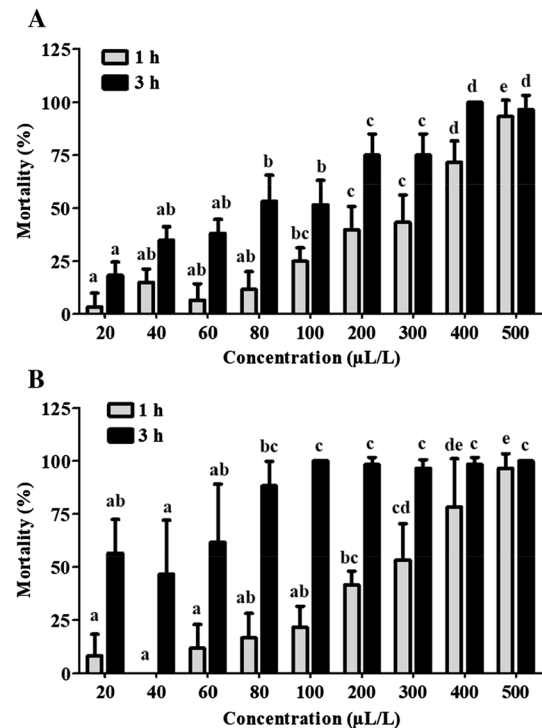 A
Mortality (%)
125
100
75
50
25
0
1 h
3 h
a a ab ab ab ab ab b bc b c c c c d d e d
20 40 60 80 100 200 300 400 500
Concentration (µL/L)
B
Mortality (%)
125
100
75
50
25
0
1 h
3 h
a ab a a a ab ab bc ab c bc c cd c de c e c
20 40 60 80 100 200 300 400 500
Concentration (µL/L)